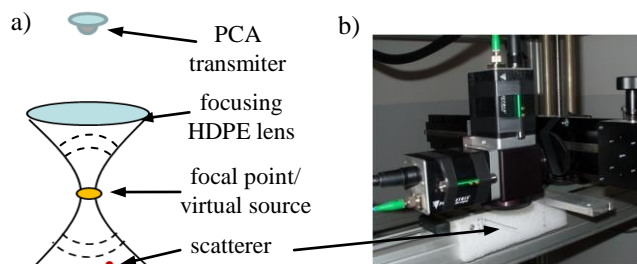 a)
PCA
transmiter
focusing
HDPE lens
focal point/
virtual source
scatterer
b)